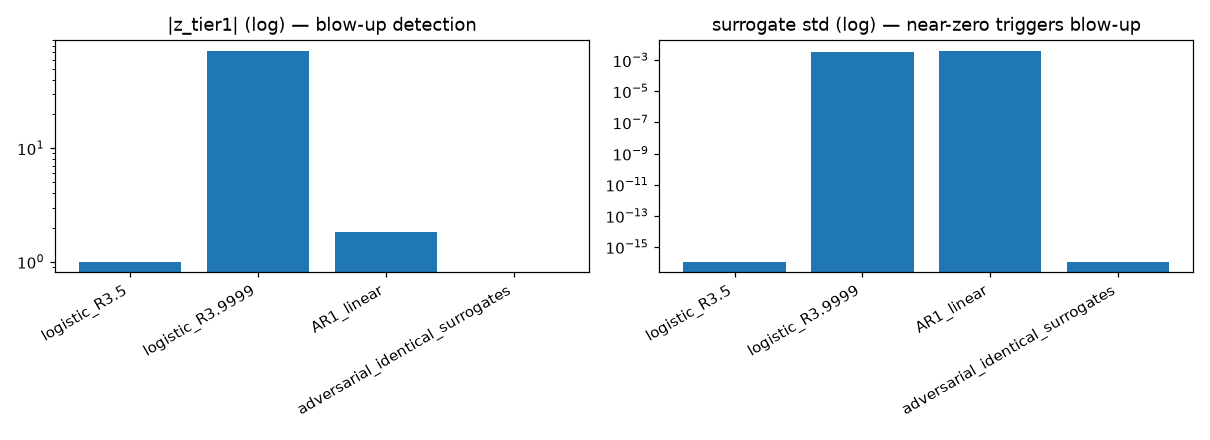 |z_tier1| (log) — blow-up detection
10¹
10⁰
logistic_R3.5
logistic_R3.9999
AR1_linear
adversarial_identical_surrogates
surrogate std (log) — near-zero triggers blow-up
10⁻³
10⁻⁵
10⁻⁷
10⁻⁹
10⁻¹¹
10⁻¹³
10⁻¹⁵
logistic_R3.5
logistic_R3.9999
AR1_linear
adversarial_identical_surrogates